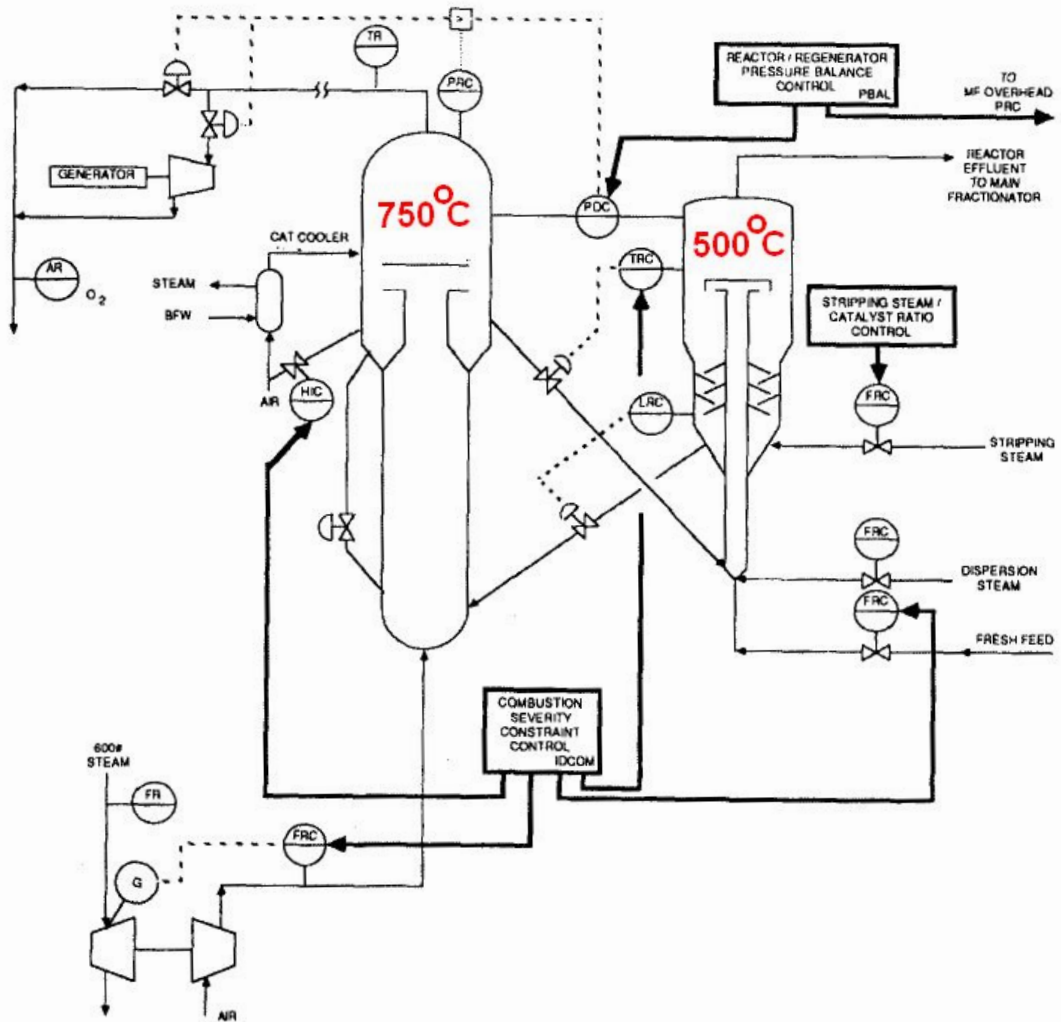 TR
PRC
>
REACTOR / REGENERATOR
PRESSURE BALANCE
CONTROL
PBAL
TO
MF OVERHEAD
PRC
REACTOR
EFFLUENT
TO MAIN
FRACTIONATOR
GENERATOR
750°C
500°C
PDC
CAT COOLER
TRC
AR
O2
STEAM
BFW
STRIPPING STEAM /
CATALYST RATIO
CONTROL
AIR
HIC
LRC
FRC
STRIPPING
STEAM
FRC
DISPERSION
STEAM
FRC
FRESH FEED
COMBUSTION
SEVERITY
CONSTRAINT
CONTROL
IDCOM
600#
STEAM
FR
FRC
G
AIR